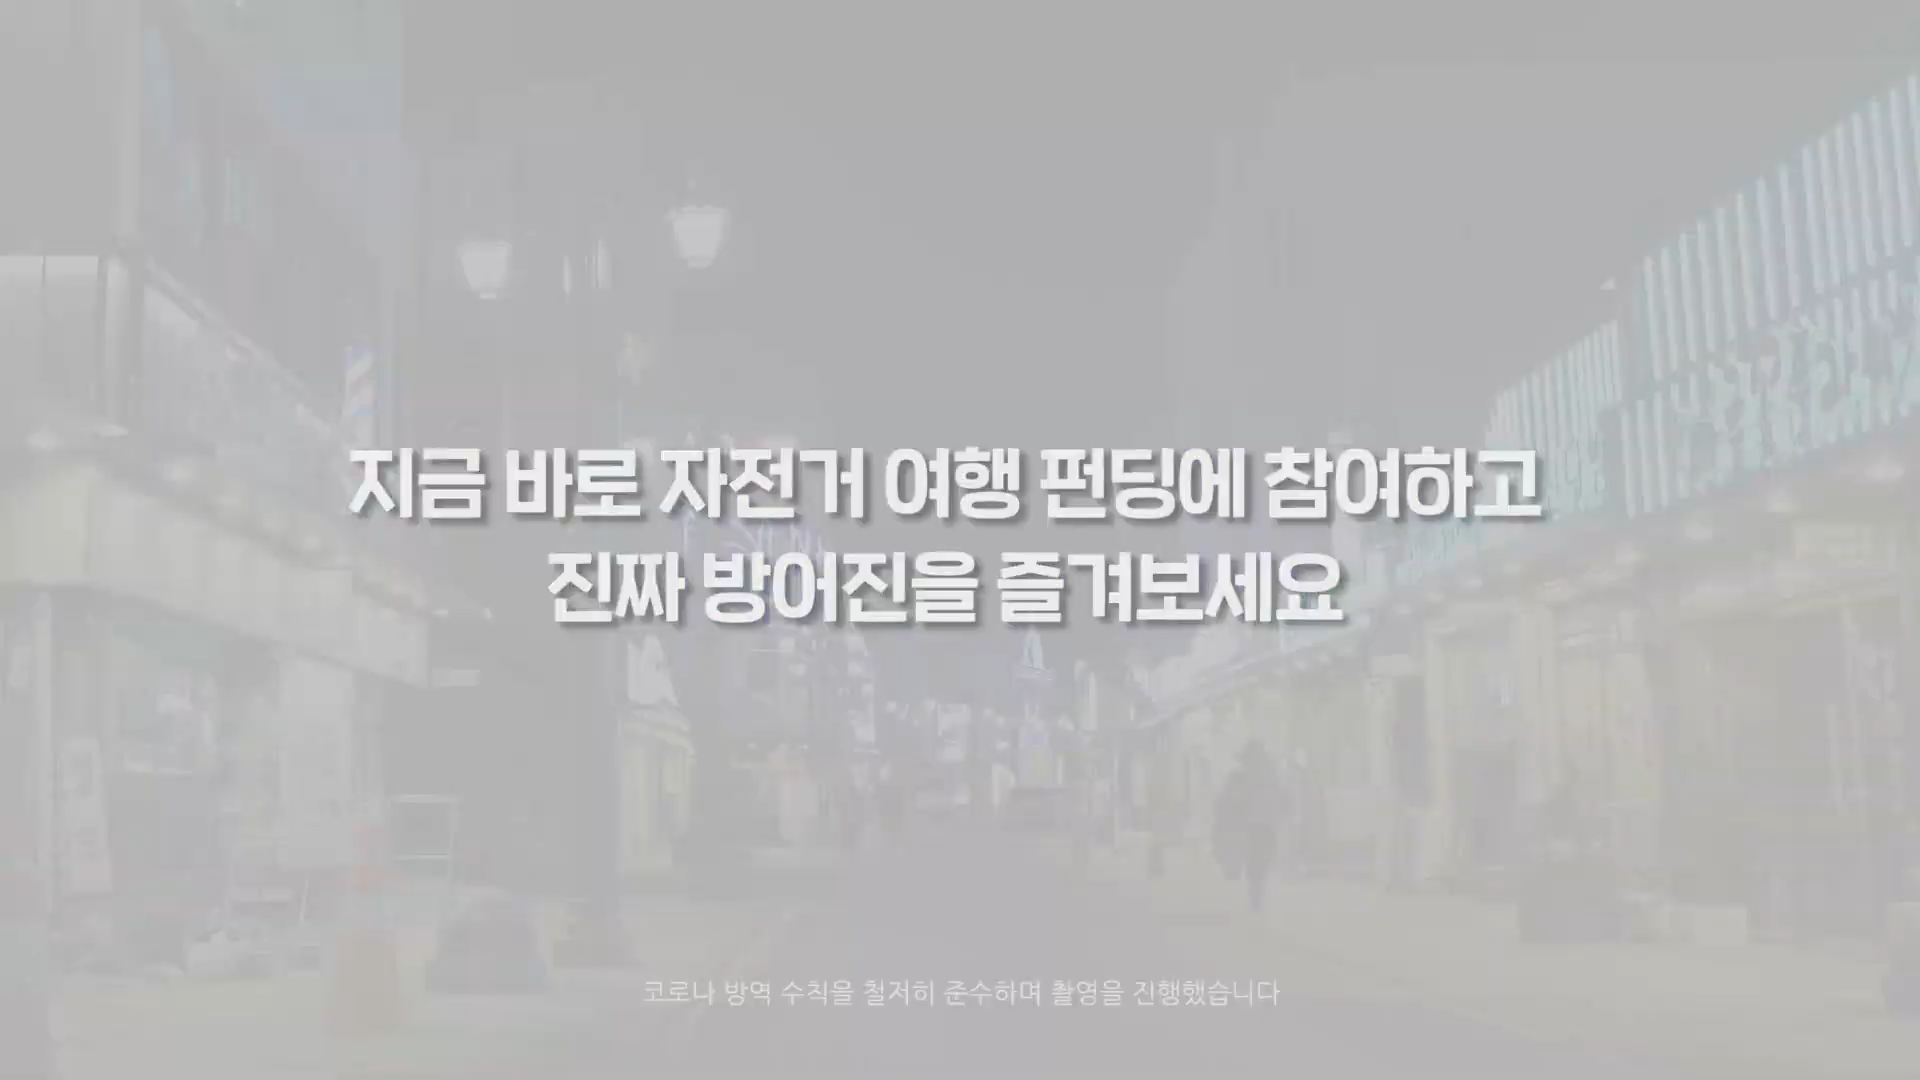 지금 바로 자전거 여행 펀딩에 참여하고
진짜 방어진을 즐겨보세요
코로나 방역 수칙을 철저히 준수하며 촬영을 진행했습니다